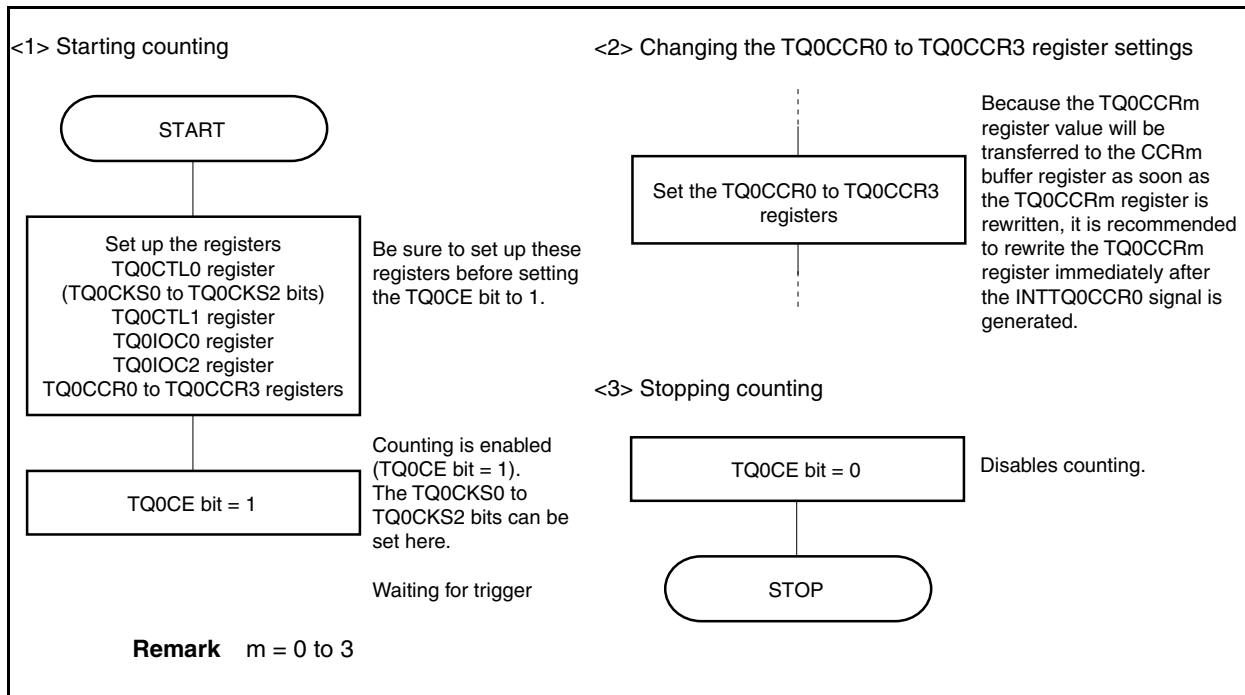 <1> Starting counting
START
Set up the registers
TQ0CTL0 register
(TQ0CKS0 to TQ0CKS2 bits)
TQ0CTL1 register
TQ0IOC0 register
TQ0IOC2 register
TQ0CCR0 to TQ0CCR3 registers
Be sure to set up these
registers before setting
the TQ0CE bit to 1.
TQ0CE bit = 1
Counting is enabled
(TQ0CE bit = 1).
The TQ0CKS0 to
TQ0CKS2 bits can be
set here.
Waiting for trigger
<2> Changing the TQ0CCR0 to TQ0CCR3 register settings
Set the TQ0CCR0 to TQ0CCR3
registers
Because the TQ0CCRm
register value will be
transferred to the CCRm
buffer register as soon as
the TQ0CCRm register is
rewritten, it is recommended
to rewrite the TQ0CCRm
register immediately after
the INTTQ0CCR0 signal is
generated.
<3> Stopping counting
TQ0CE bit = 0
Disables counting.
STOP
Remark m = 0 to 3